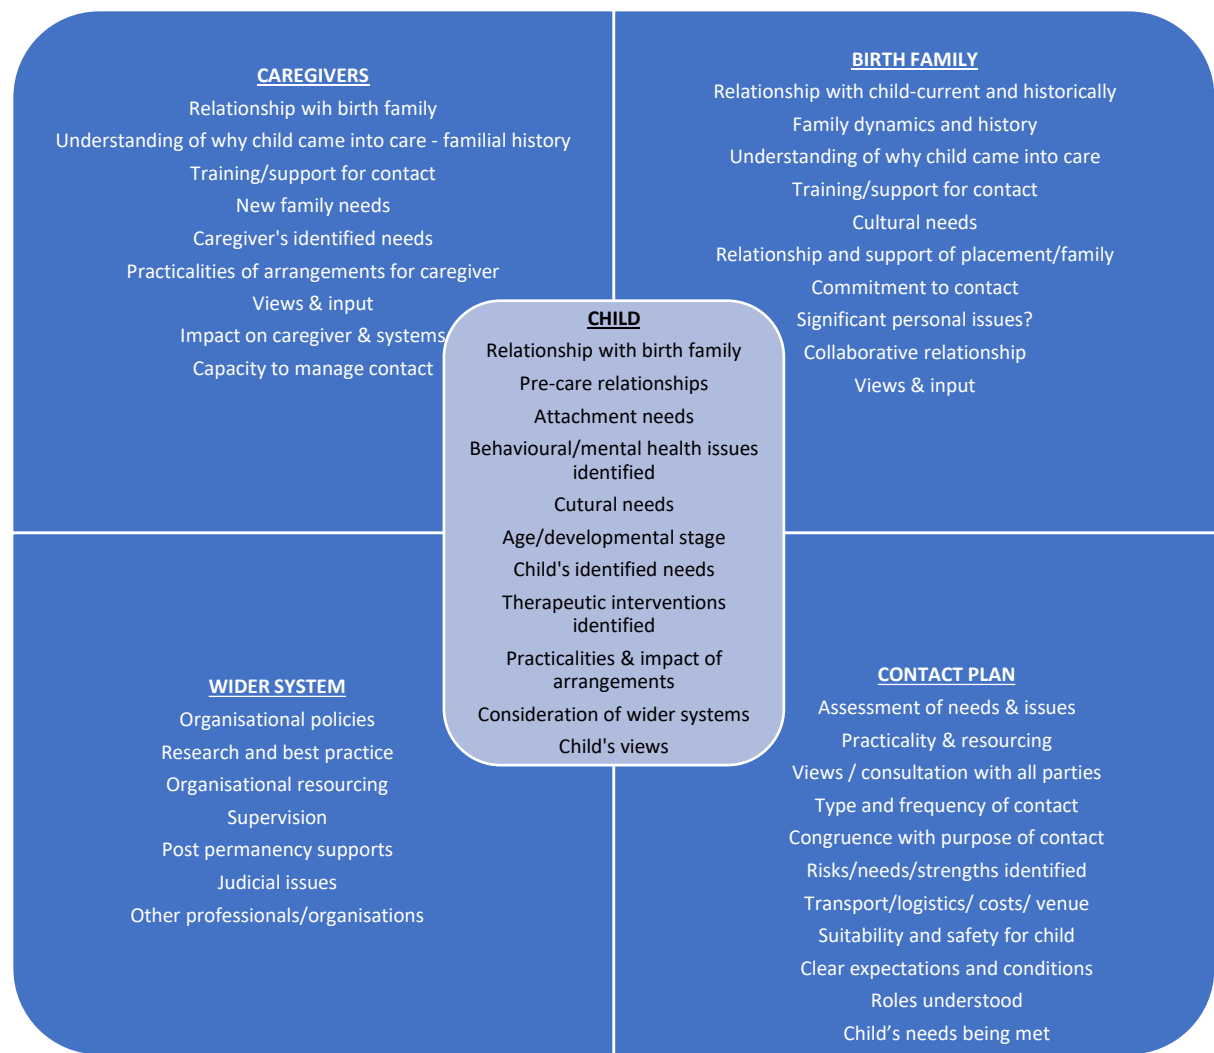 CAREGIVERS
Relationship wih birth family
Understanding of why child came into care - familial history
Training/support for contact
New family needs
Caregiver's identified needs
Practicalities of arrangements for caregiver
Views & input
Impact on caregiver & systems
Capacity to manage contact
BIRTH FAMILY
Relationship with child-current and historically
Family dynamics and history
Understanding of why child came into care
Training/support for contact
Cultural needs
Relationship and support of placement/family
Commitment to contact
Significant personal issues?
Collaborative relationship
Views & input
CHILD
Relationship with birth family
Pre-care relationships
Attachment needs
Behavioural/mental health issues
identified
Cutural needs
Age/developmental stage
Child's identified needs
Therapeutic interventions
identified
Practicalities & impact of
arrangements
Consideration of wider systems
Child's views
WIDER SYSTEM
Organisational policies
Research and best practice
Organisational resourcing
Supervision
Post permanency supports
Judicial issues
Other professionals/organisations
CONTACT PLAN
Assessment of needs & issues
Practicality & resourcing
Views / consultation with all parties
Type and frequency of contact
Congruence with purpose of contact
Risks/needs/strengths identified
Transport/logistics/ costs/ venue
Suitability and safety for child
Clear expectations and conditions
Roles understood
Child’s needs being met